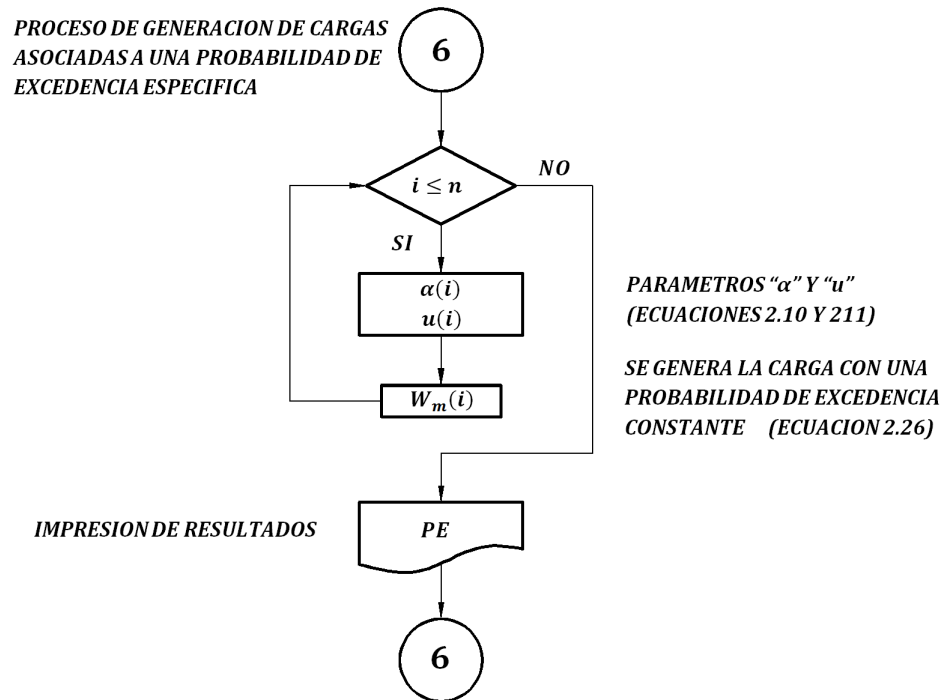 PROCESO DE GENERACION DE CARGAS
ASOCIADAS A UNA PROBABILIDAD DE
EXCEDENCIA ESPECIFICA
6
i ≤ n
NO
SI
α(i)
u(i)
PARAMETROS “α” Y “u”
(ECUACIONES 2.10 Y 211)
W_m(i)
SE GENERA LA CARGA CON UNA
PROBABILIDAD DE EXCEDENCIA
CONSTANTE (ECUACION 2.26)
IMPRESION DE RESULTADOS
PE
6